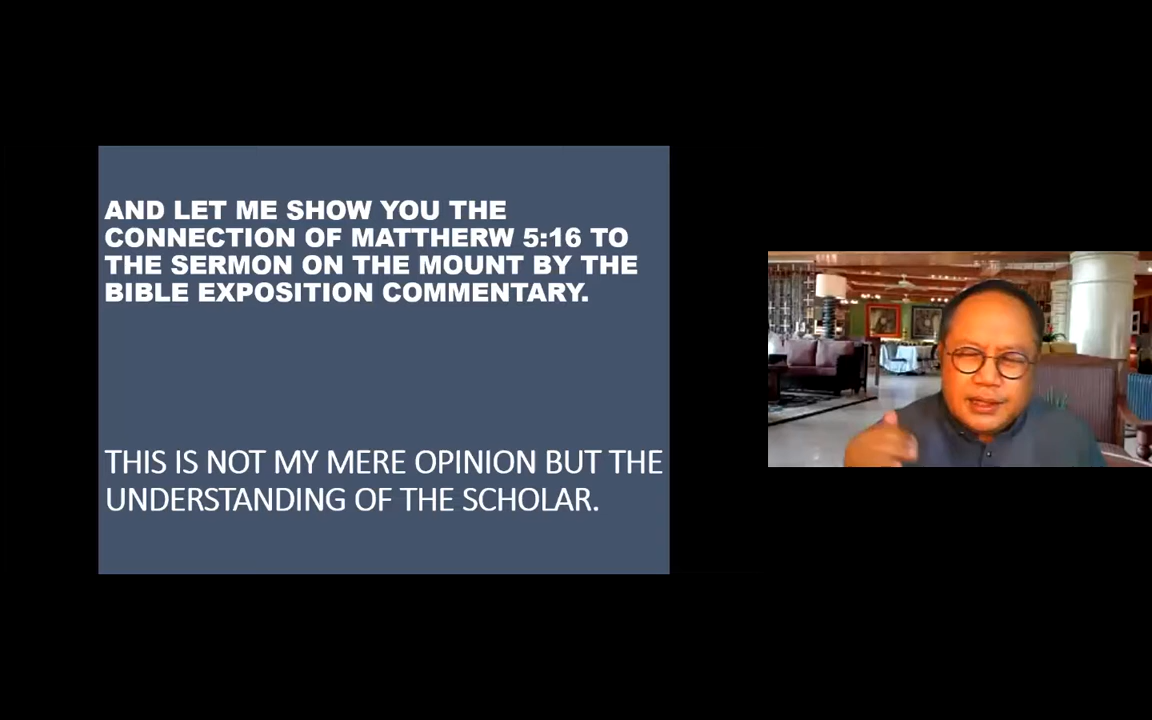 AND LET ME SHOW YOU THE
CONNECTION OF MATTHERW 5:16 TO
THE SERMON ON THE MOUNT BY THE
BIBLE EXPOSITION COMMENTARY.
THIS IS NOT MY MERE OPINION BUT THE
UNDERSTANDING OF THE SCHOLAR.